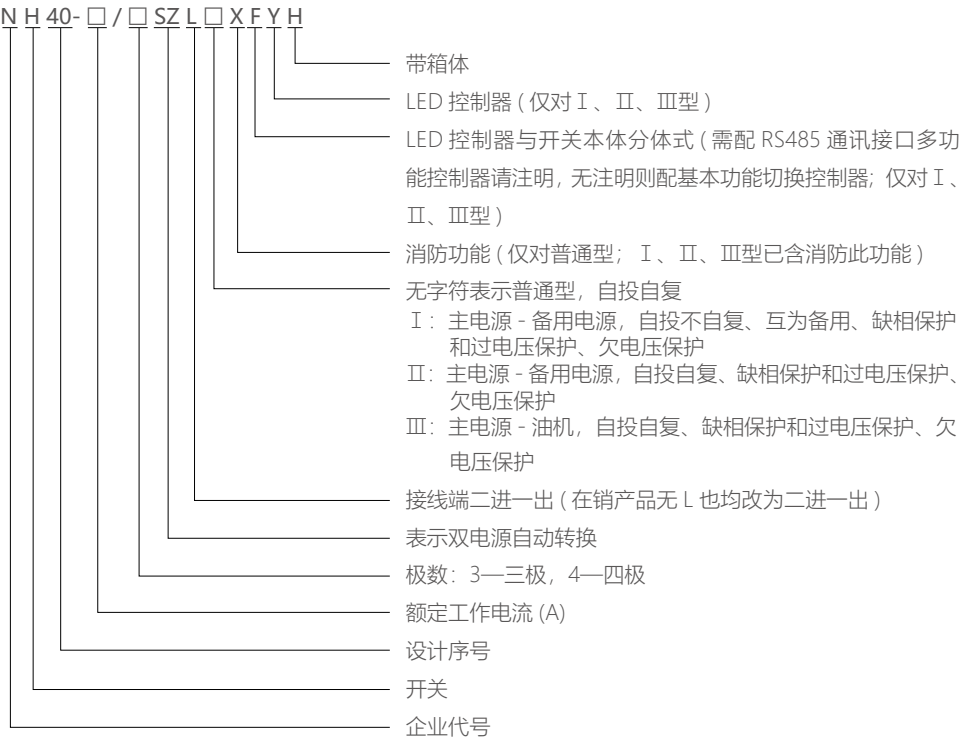 N H 40- □ / □ SZ L □ X F Y H
带箱体
LED 控制器 ( 仅对Ⅰ、Ⅱ、Ⅲ型 )
LED 控制器与开关本体分体式 ( 需配 RS485 通讯接口多功
能控制器请注明, 无注明则配基本功能切换控制器; 仅对Ⅰ、
Ⅱ、Ⅲ型 )
消防功能 ( 仅对普通型; Ⅰ、Ⅱ、Ⅲ型已含消防此功能 )
无字符表示普通型, 自投自复
Ⅰ: 主电源 - 备用电源, 自投不自复、互为备用、缺相保护
和过电压保护、欠电压保护
Ⅱ: 主电源 - 备用电源, 自投自复、缺相保护和过电压保护、
欠电压保护
Ⅲ: 主电源 - 油机, 自投自复、缺相保护和过电压保护、欠
电压保护
接线端二进一出 ( 在销产品无 L 也均改为二进一出 )
表示双电源自动转换
极数: 3—三极, 4—四极
额定工作电流 (A)
设计序号
开关
企业代号